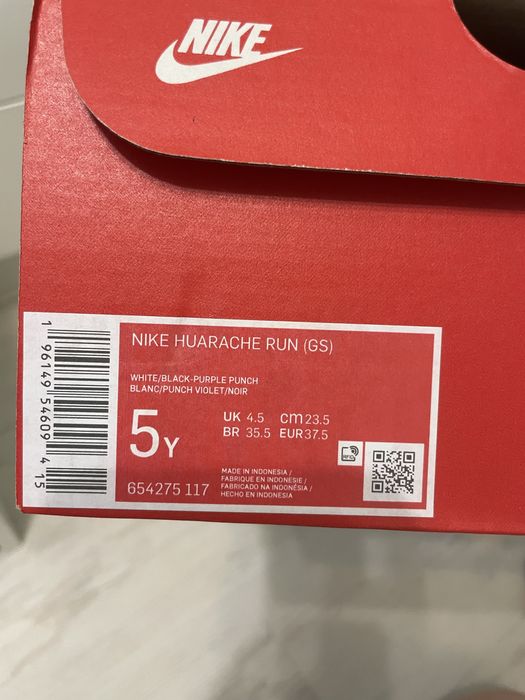 NIKE
NIKE HUARACHE RUN (GS)
WHITE/BLACK-PURPLE PUNCH
BLANC/PUNCH VIOLET/NOIR
5Y
UK 4.5 cm 23.5
BR 35.5 EUR 37.5
654275 117
MADE IN INDONESIA /
FABRIQUE EN INDONESIE /
FABRICADO NA INDONÉSIA /
HECHO EN INDONESIA
1 96149 54609 4 15